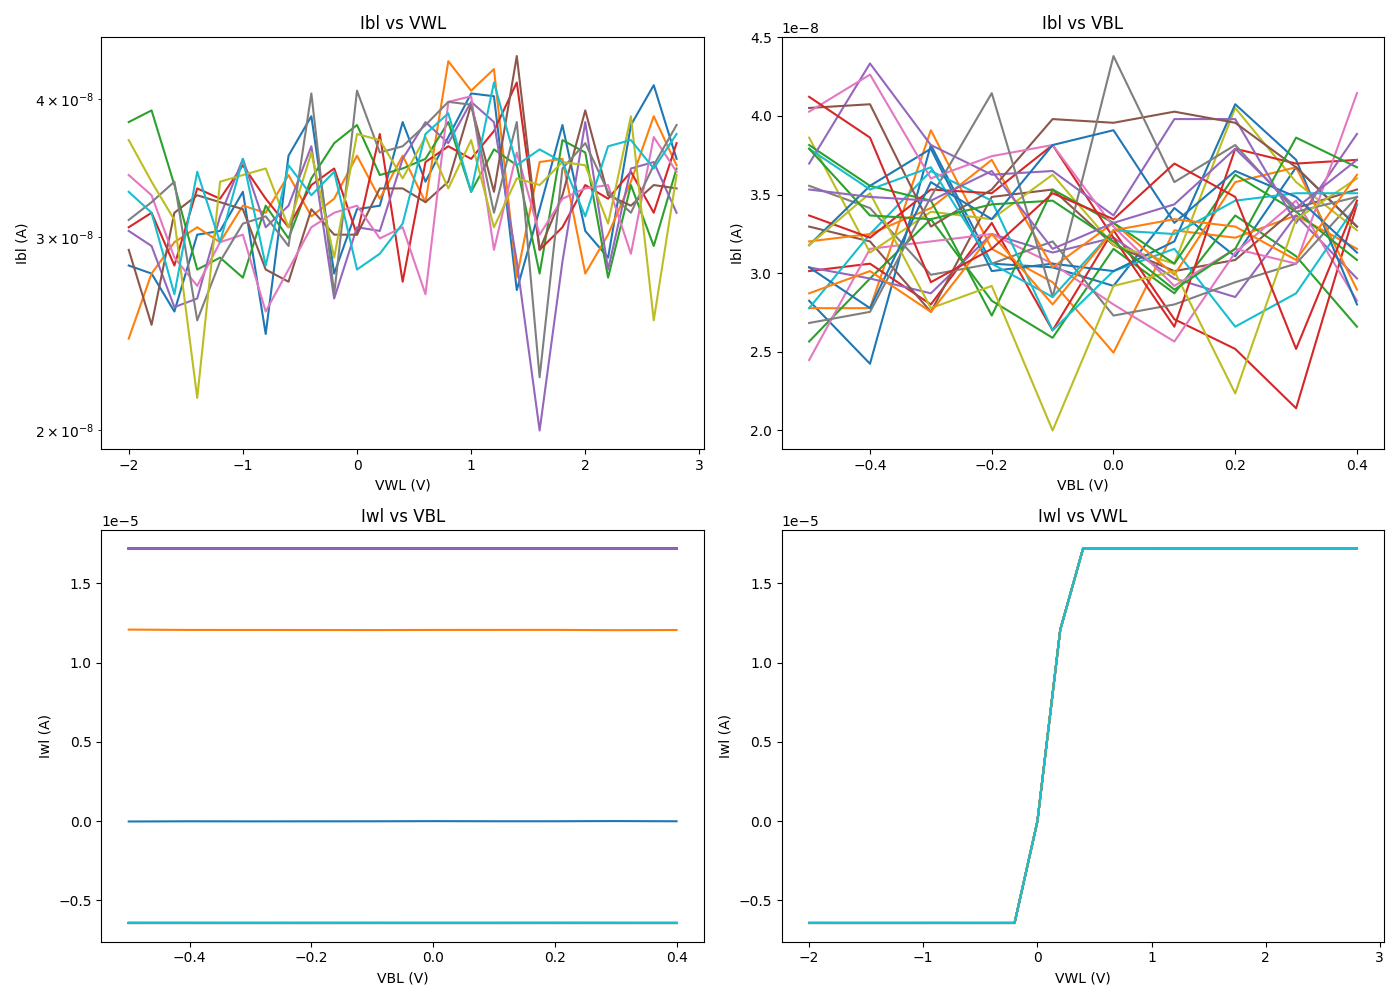 Ibl vs VWL
Ibl (A)
4 × 10⁻⁸
3 × 10⁻⁸
2 × 10⁻⁸
−2 −1 0 1 2 3
VWL (V)
Ibl vs VBL
1e−8
Ibl (A)
4.5
4.0
3.5
3.0
2.5
2.0
−0.4 −0.2 0.0 0.2 0.4
VBL (V)
Iwl vs VBL
1e−5
Iwl (A)
1.5
1.0
0.5
0.0
−0.5
−0.4 −0.2 0.0 0.2 0.4
VBL (V)
Iwl vs VWL
1e−5
Iwl (A)
1.5
1.0
0.5
0.0
−0.5
−2 −1 0 1 2 3
VWL (V)